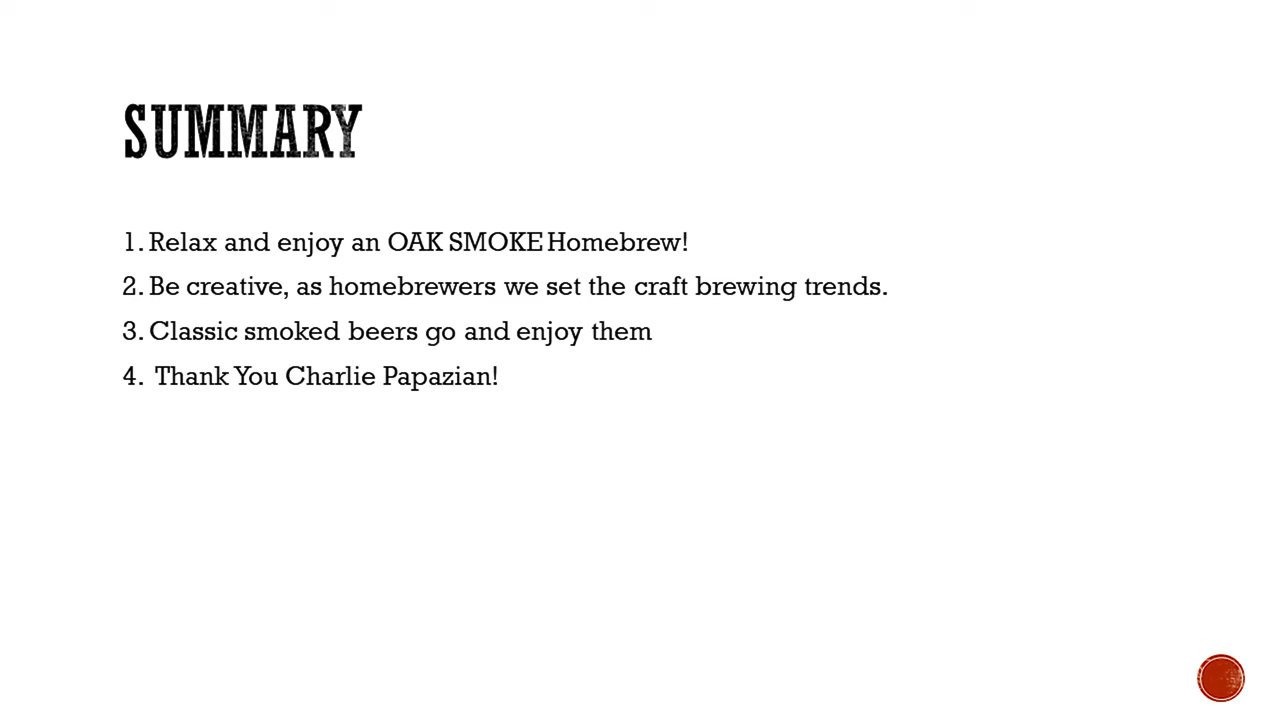 SUMMARY
1. Relax and enjoy an OAK SMOKE Homebrew!
2. Be creative, as homebrewers we set the craft brewing trends.
3. Classic smoked beers go and enjoy them
4. Thank You Charlie Papazian!